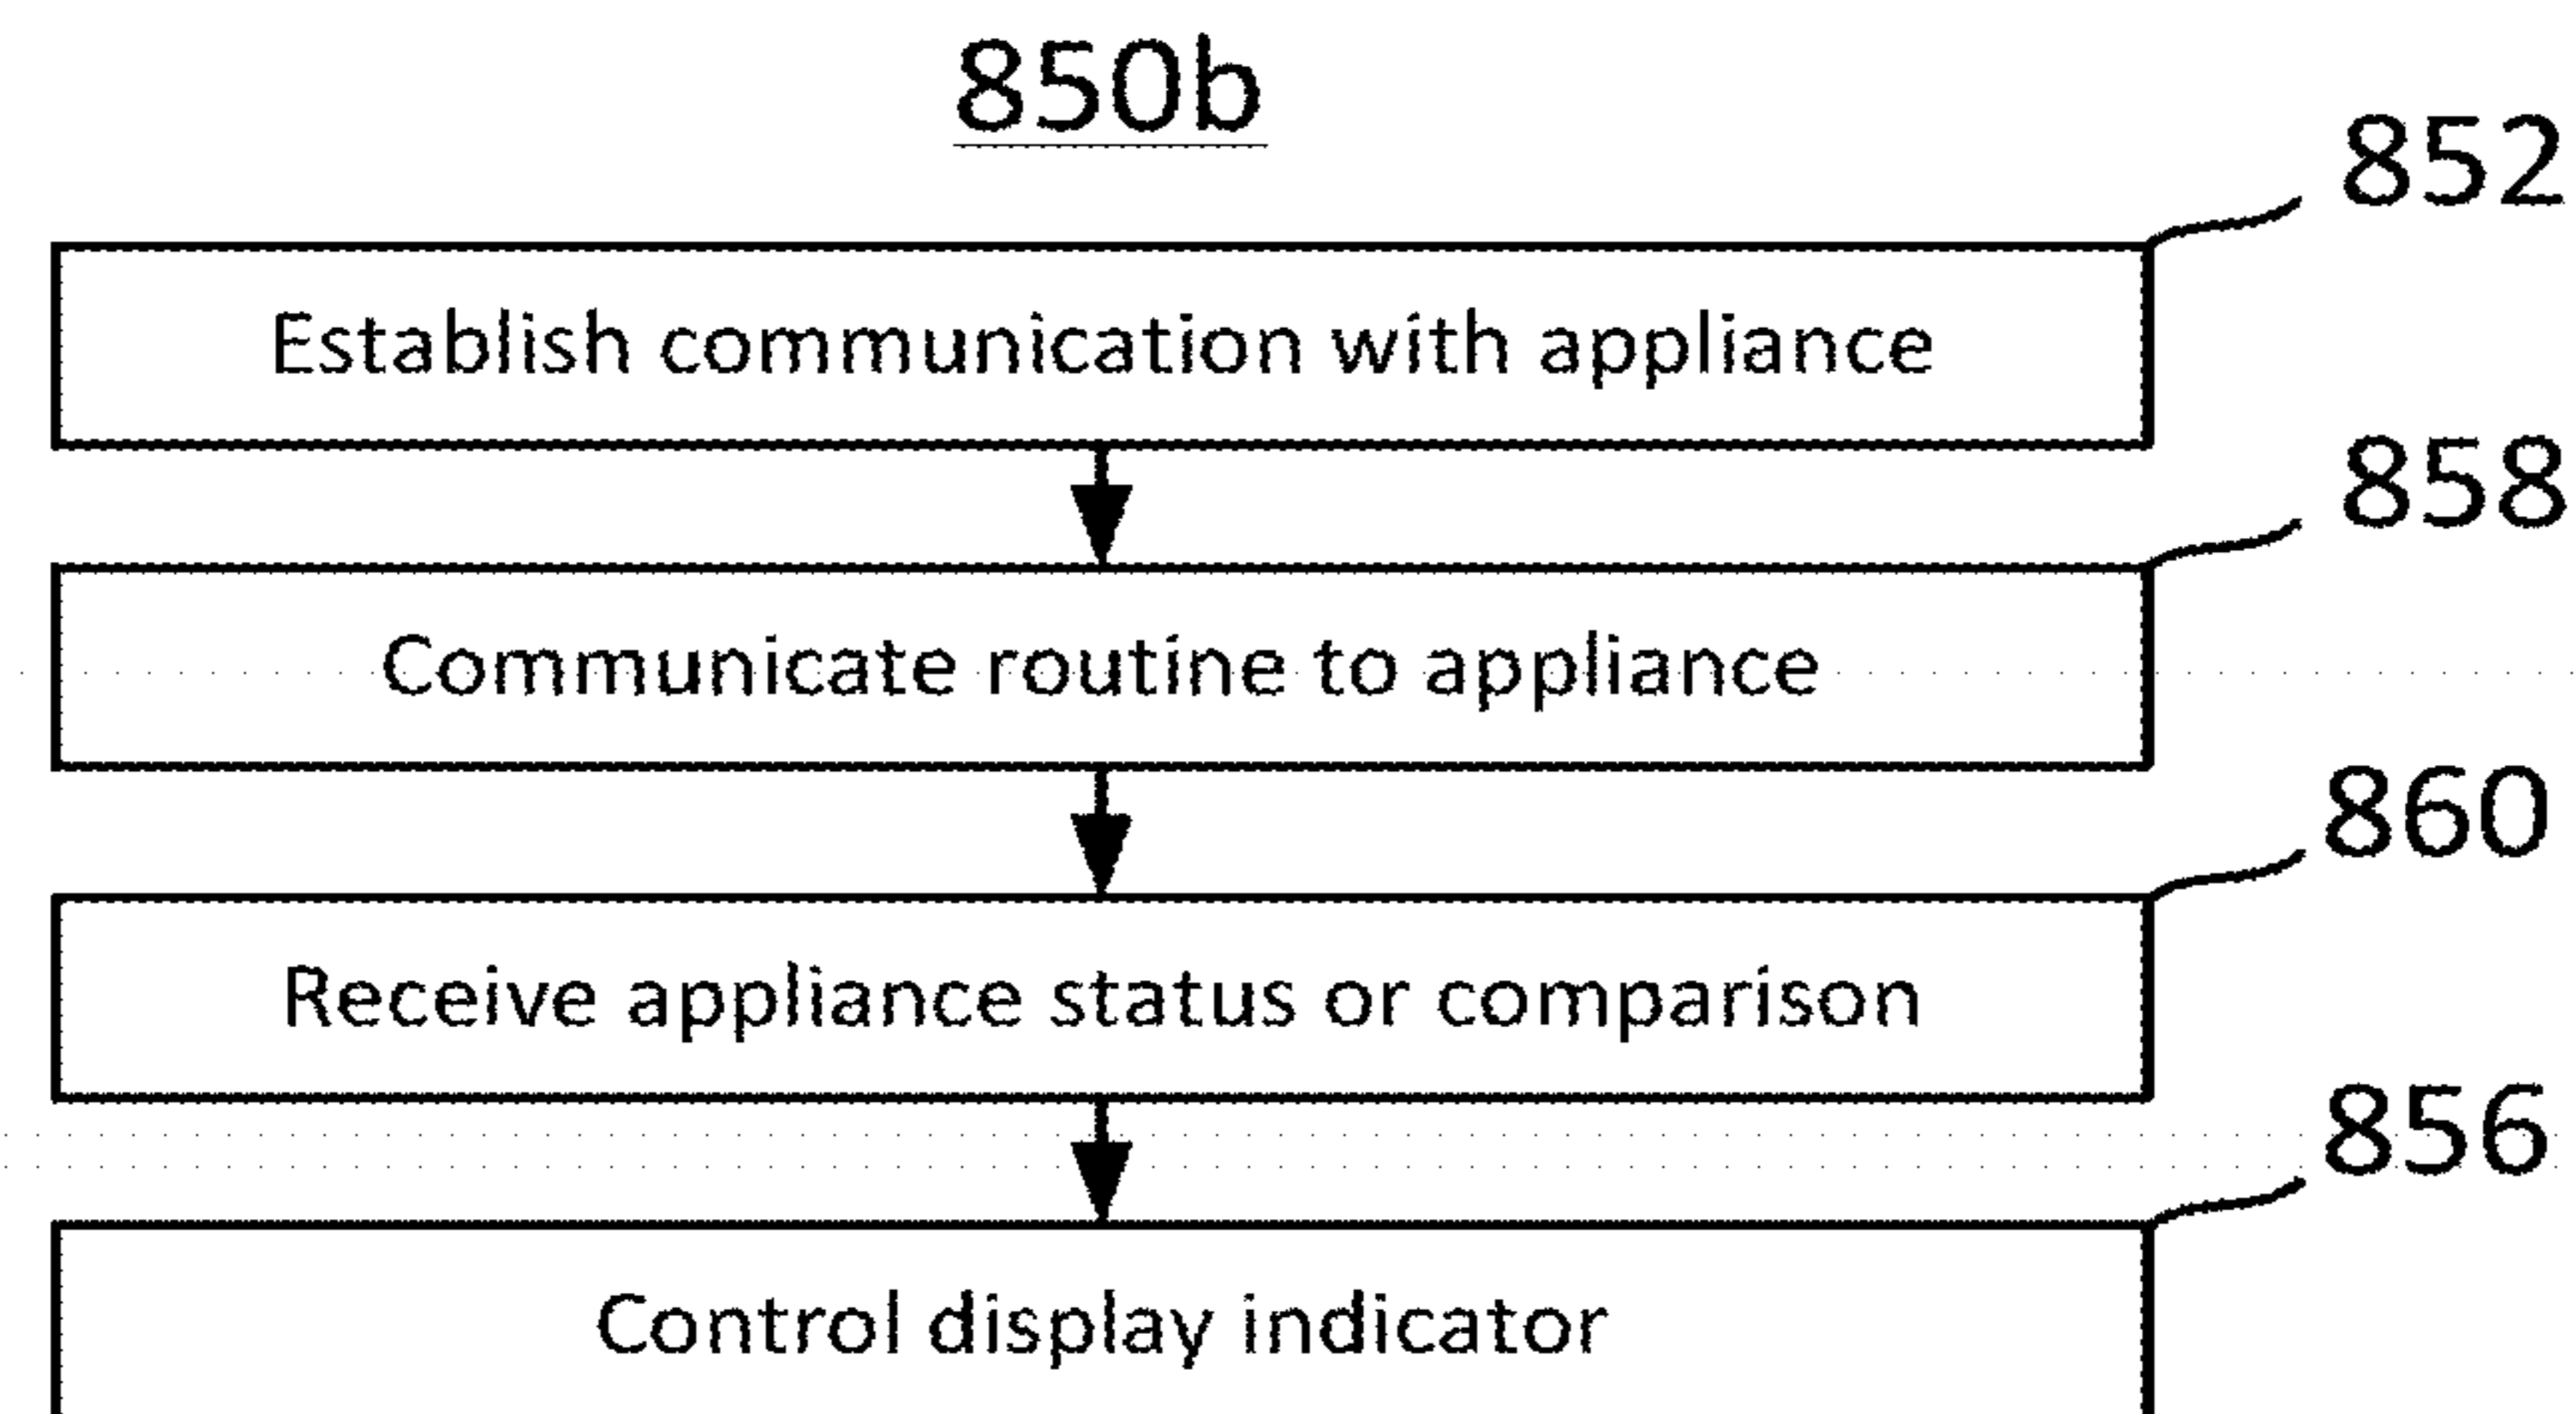 850b
852
Establish communication with appliance
858
Communicate routine to appliance
860
Receive appliance status or comparison
856
Control display indicator